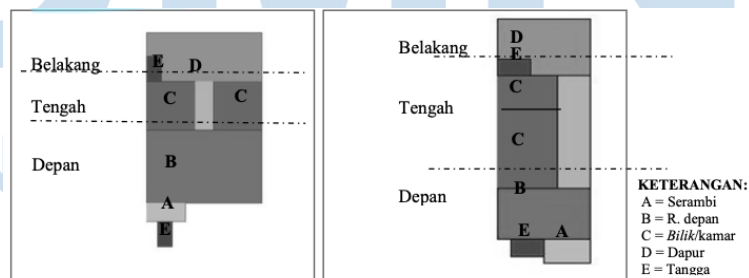 Belakang
E D
Tengah
C C
Depan
B
A
E
Belakang
D
E
C
Tengah
C
Depan
B
E A
KETERANGAN:
A = Serambi
B = R. depan
C = Bilik/kamar
D = Dapur
E = Tangga